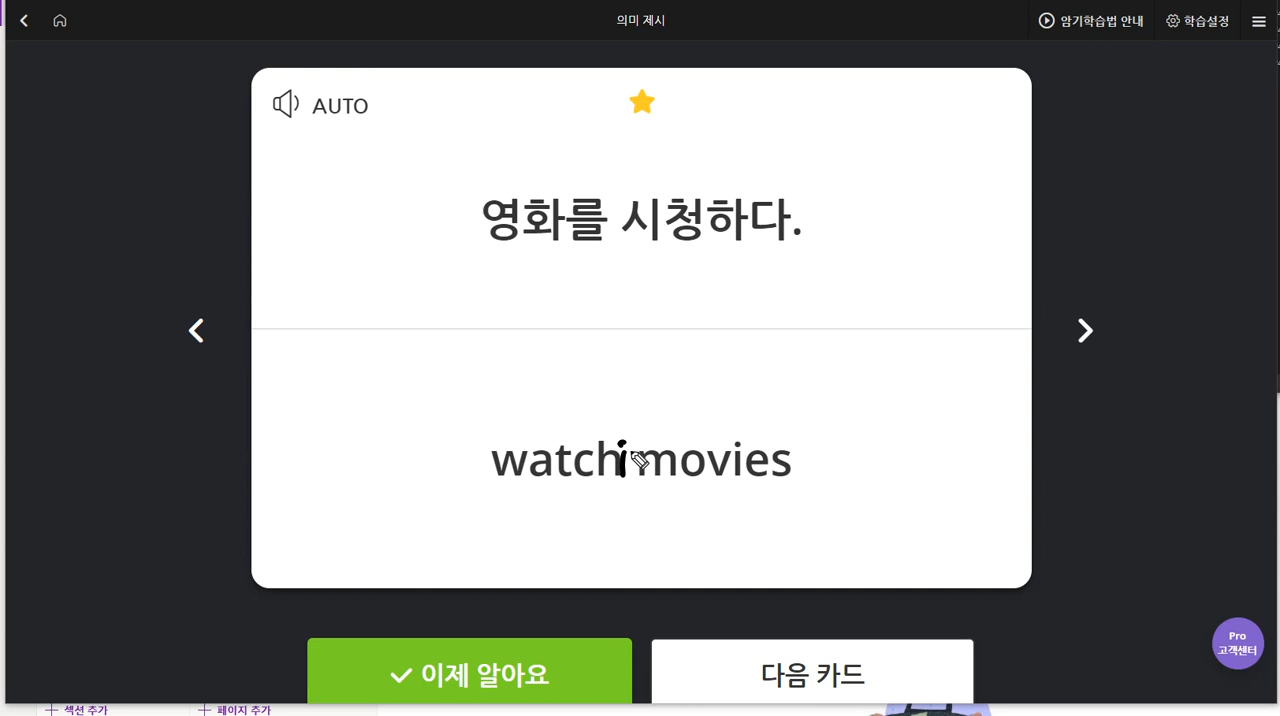 의미 제시
암기학습법 안내
학습설정
AUTO
영화를 시청하다.
watch i movies
이제 알아요
다음 카드
Pro
고객센터
섹션 추가
페이지 추가